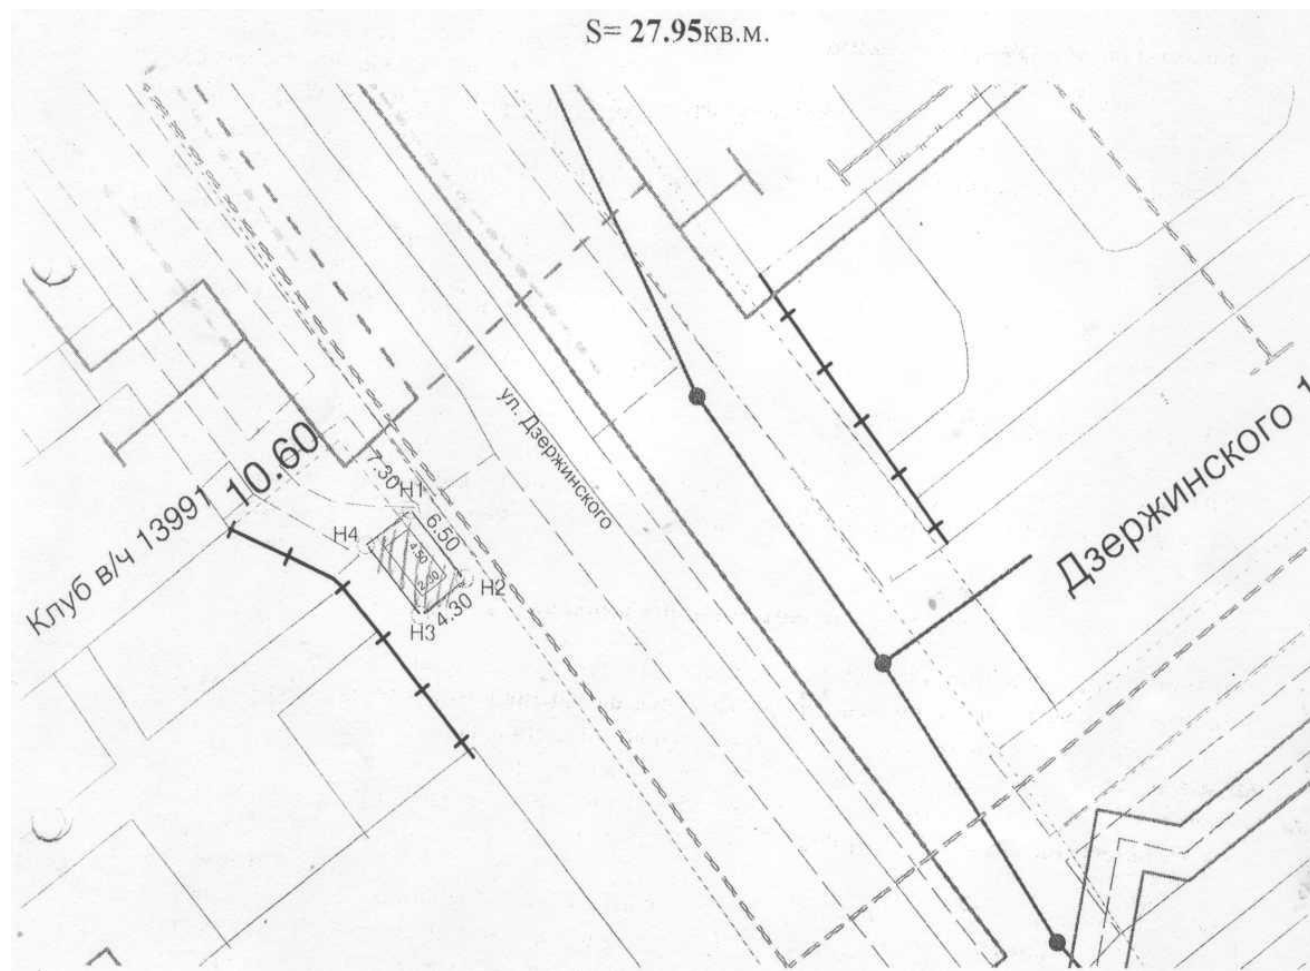 S= 27.95кв.м.
ул. Дзержинского
Дзержинского 1
Клуб в/ч 13991
10.60
7.30
Н1
6.50
Н4
4.50
2.00
Н2
4.30
Н3